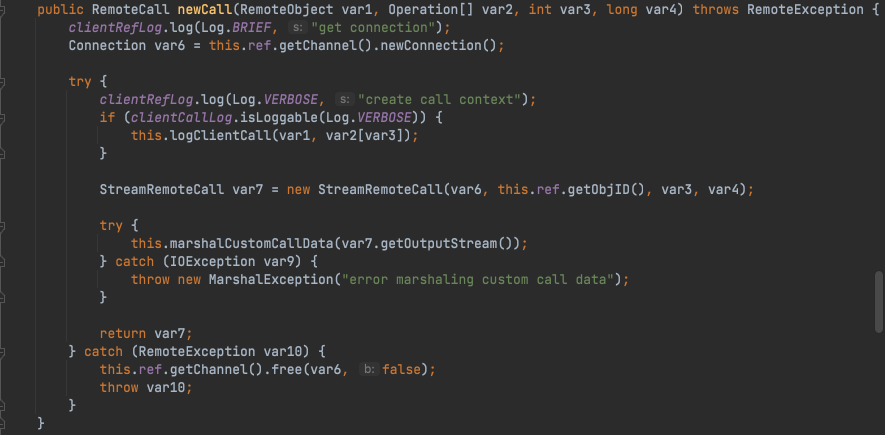 public RemoteCall newCall(RemoteObject var1, Operation[] var2, int var3, long var4) throws RemoteException {
clientRefLog.log(Log.BRIEF, s: "get connection");
Connection var6 = this.ref.getChannel().newConnection();
try {
clientRefLog.log(Log.VERBOSE, s: "create call context");
if (clientCallLog.isLoggable(Log.VERBOSE)) {
this.logClientCall(var1, var2[var3]);
}
StreamRemoteCall var7 = new StreamRemoteCall(var6, this.ref.getObjID(), var3, var4);
try {
this.marshalCustomCallData(var7.getOutputStream());
} catch (IOException var9) {
throw new MarshalException("error marshaling custom call data");
}
return var7;
} catch (RemoteException var10) {
this.ref.getChannel().free(var6, b: false);
throw var10;
}
}